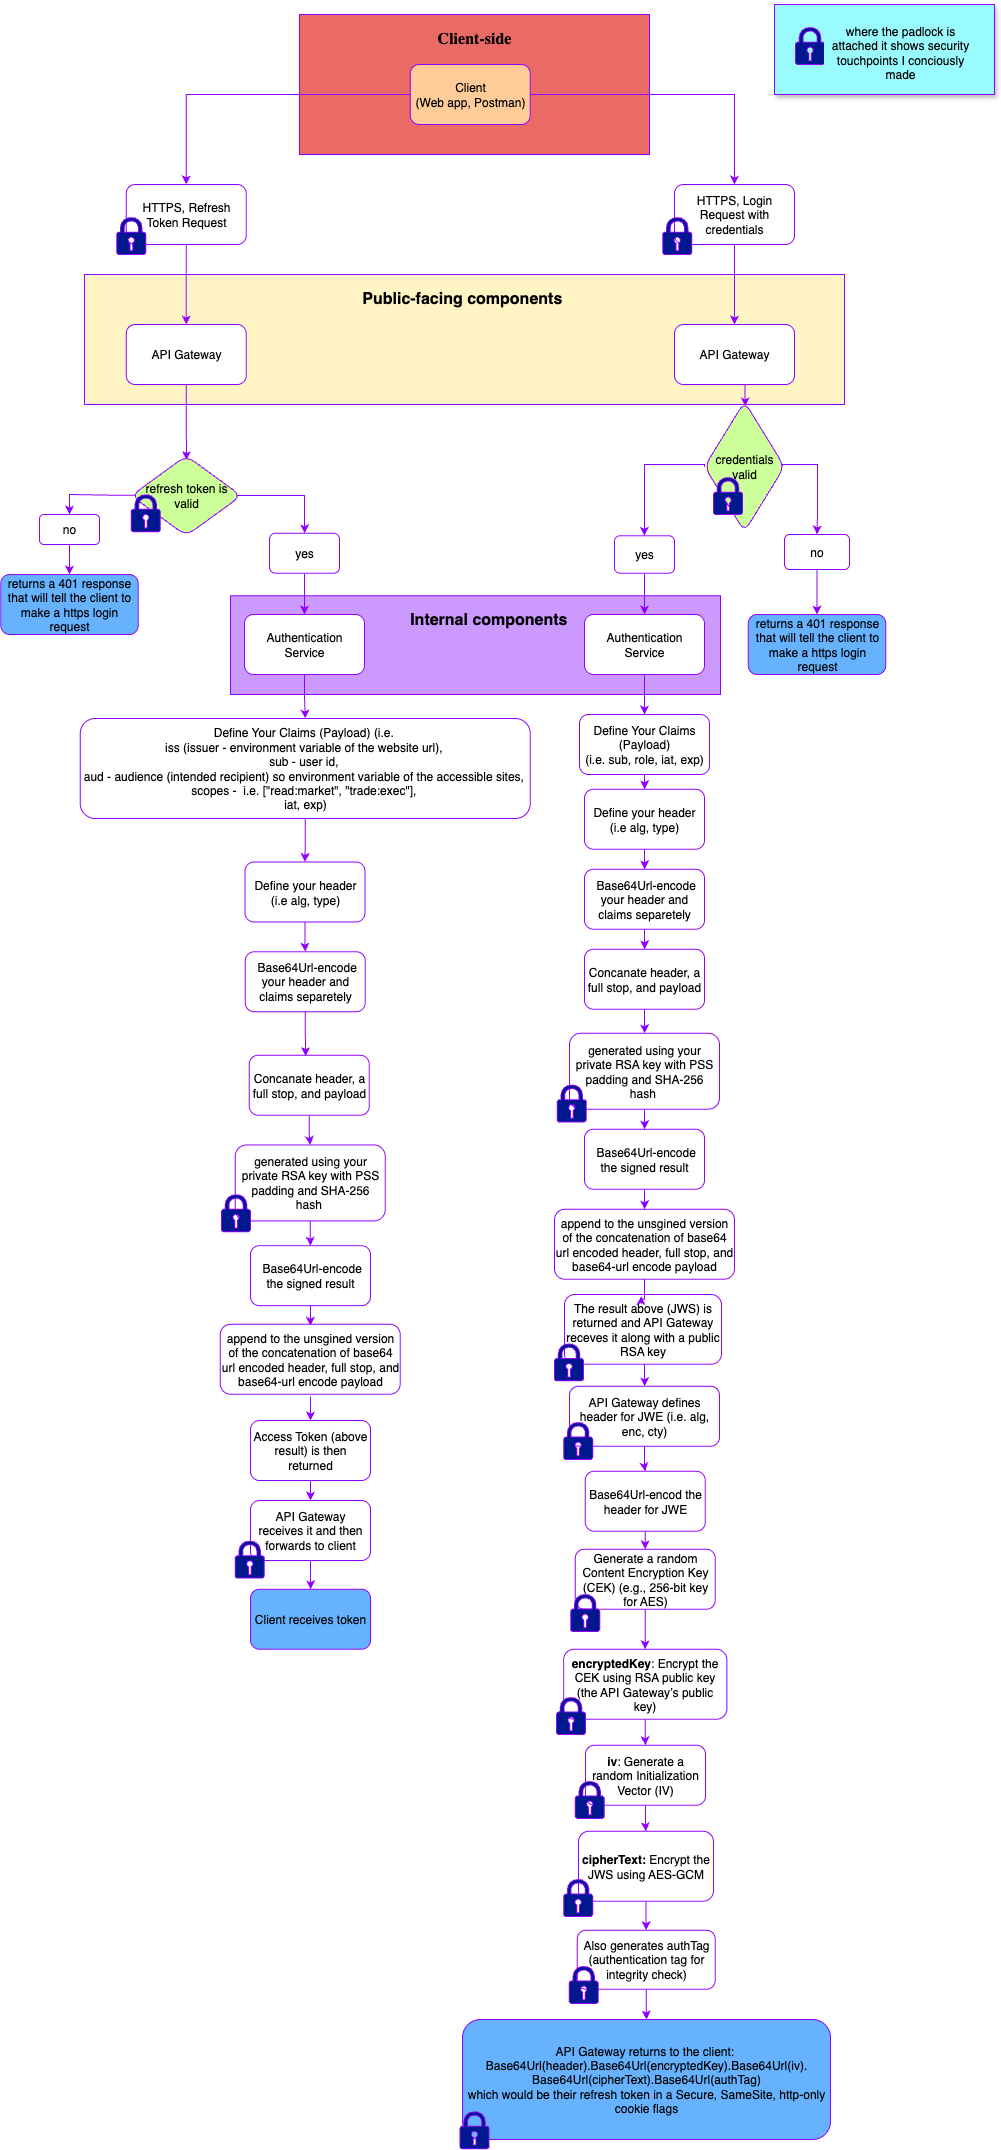 Client-side
Client
(Web app, Postman)
where the padlock is
attached it shows security
touchpoints I conciously
made
HTTPS, Refresh
Token Request
HTTPS, Login
Request with
credentials
Public-facing components
API Gateway
API Gateway
refresh token is
valid
credentials
valid
no
yes
yes
no
returns a 401 response
that will tell the client to
make a https login
request
returns a 401 response
that will tell the client to
make a https login
request
Internal components
Authentication
Service
Authentication
Service
Define Your Claims (Payload) (i.e.
iss (issuer - environment variable of the website url),
sub - user id,
aud - audience (intended recipient) so environment variable of the accessible sites,
scopes -  i.e. ["read:market", "trade:exec"],
iat, exp)
Define your header
(i.e alg, type)
Base64Url-encode
your header and
claims separetely
Concanate header, a
full stop, and payload
generated using your
private RSA key with PSS
padding and SHA-256
hash
Base64Url-encode
the signed result
append to the unsgined version
of the concatenation of base64
url encoded header, full stop, and
base64-url encode payload
Access Token (above
result) is then
returned
API Gateway
receives it and then
forwards to client
Client receives token
Define Your Claims
(Payload)
(i.e. sub, role, iat, exp)
Define your header
(i.e alg, type)
Base64Url-encode
your header and
claims separetely
Concanate header, a
full stop, and payload
generated using your
private RSA key with PSS
padding and SHA-256
hash
Base64Url-encode
the signed result
append to the unsgined version
of the concatenation of base64
url encoded header, full stop, and
base64-url encode payload
The result above (JWS) is
returned and API Gateway
receves it along with a public
RSA key
API Gateway defines
header for JWE (i.e. alg,
enc, cty)
Base64Url-encod the
header for JWE
Generate a random
Content Encryption Key
(CEK) (e.g., 256-bit key
for AES)
encryptedKey: Encrypt the
CEK using RSA public key
(the API Gateway's public
key)
iv: Generate a
random Initialization
Vector (IV)
cipherText: Encrypt the
JWS using AES-GCM
Also generates authTag
(authentication tag for
integrity check)
API Gateway returns to the client:
Base64Url(header).Base64Url(encryptedKey).Base64Url(iv).
Base64Url(cipherText).Base64Url(authTag)
which would be their refresh token in a Secure, SameSite, http-only
cookie flags